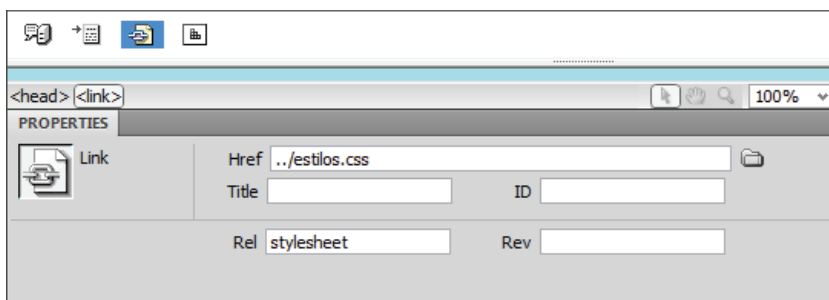 <head> <link>
100%
PROPERTIES
Link
Href ../estilos.css
Title
ID
Rel stylesheet
Rev